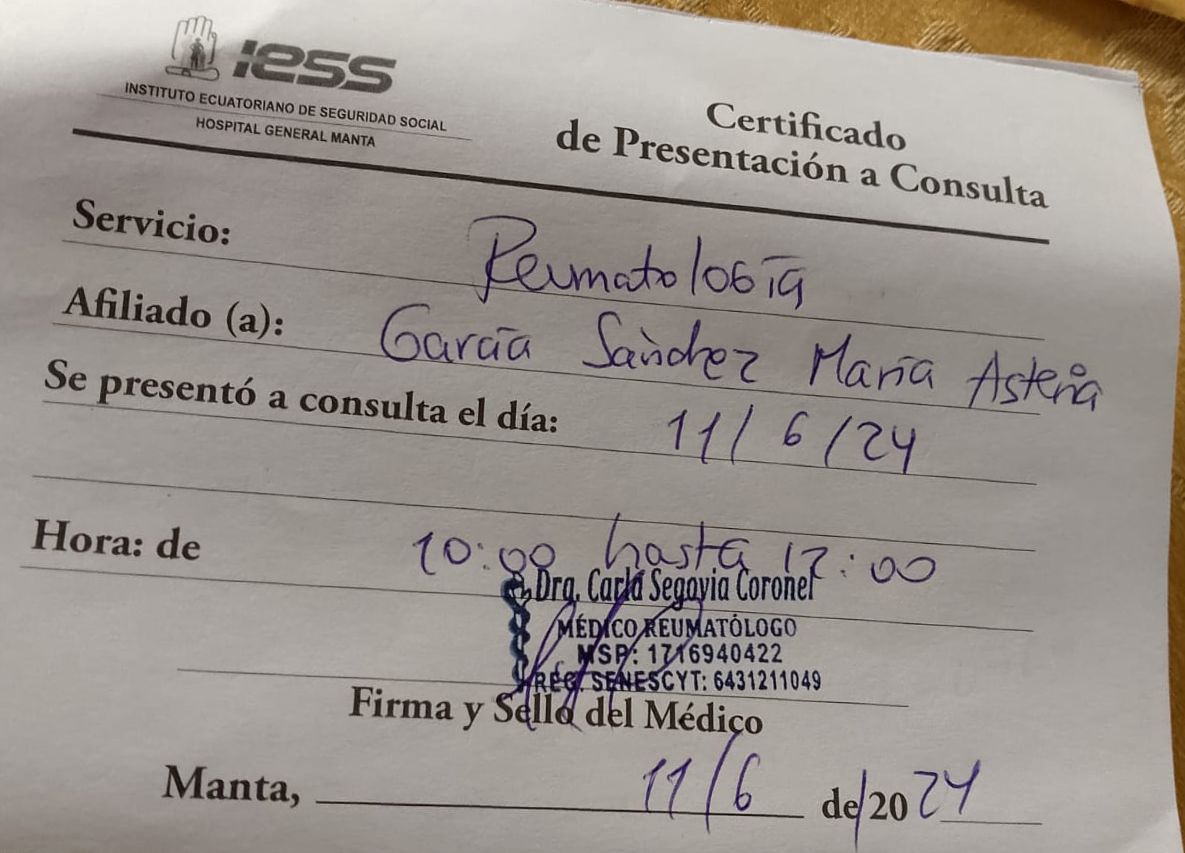 iess
INSTITUTO ECUATORIANO DE SEGURIDAD SOCIAL
HOSPITAL GENERAL MANTA
Certificado
de Presentación a Consulta
Servicio: Reumatología
Afiliado (a): García Sánchez María Asteria
Se presentó a consulta el día: 11/6/24
Hora: de 10:00 hasta 12:00
Dra. Carla Segovia Coronel
MÉDICO REUMATÓLOGO
MSP: 1716940422
REG. SENESCYT: 6431211049
Firma y Sello del Médico
Manta, 11/6 de/2024